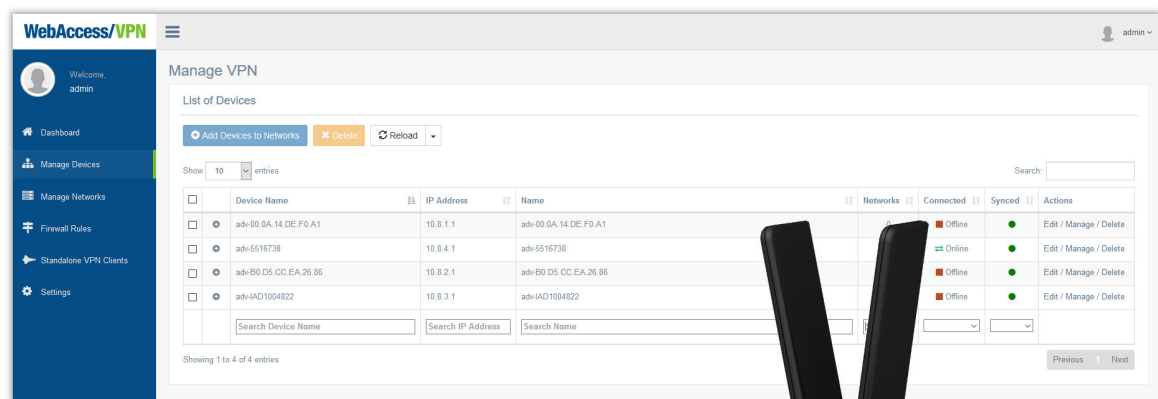 WebAccess/VPN
admin
Welcome,
admin
Dashboard
Manage Devices
Manage Networks
Firewall Rules
Standalone VPN Clients
Settings
Manage VPN
List of Devices
Add Devices to Networks Delete Reload
Show 10 entries Search:
Device Name IP Address Name Networks Connected Synced Actions
adv-00.0A.14.DE.F0.A1 10.8.1.1 adv-00.0A.14.DE.F0.A1 Offline Edit / Manage / Delete
adv-5516738 10.8.4.1 adv-5516738 Online Edit / Manage / Delete
adv-B0.D5.CC.EA.26.86 10.8.2.1 adv-B0.D5.CC.EA.26.86 Offline Edit / Manage / Delete
adv-IAD1004822 10.8.3.1 adv-IAD1004822 Offline Edit / Manage / Delete
Search Device Name Search IP Address Search Name
Showing 1 to 4 of 4 entries Previous 1 Next